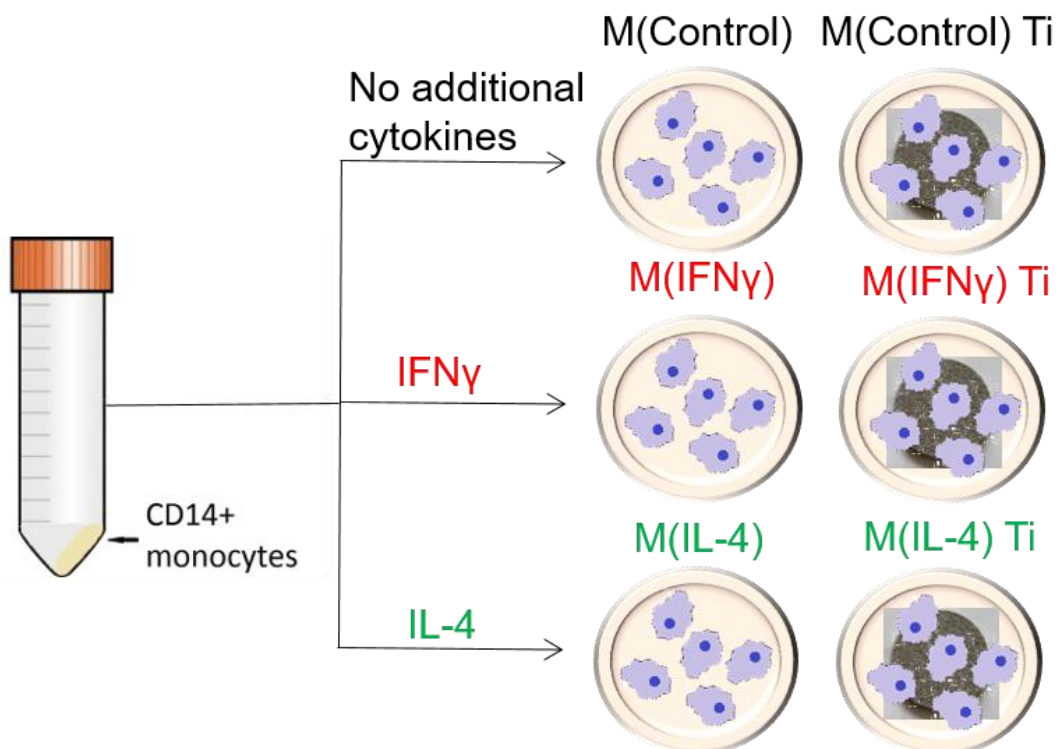 M(Control)
M(Control) Ti
No additional
cytokines
M(IFNγ)
M(IFNγ) Ti
IFNγ
CD14+
monocytes
M(IL-4)
M(IL-4) Ti
IL-4